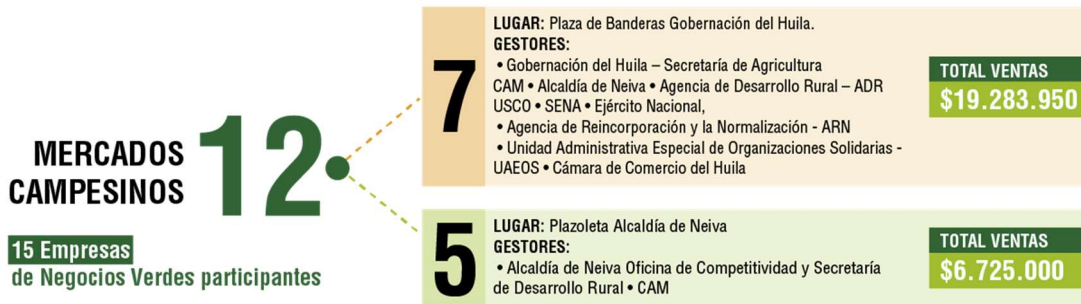 MERCADOS
CAMPESINOS
12
15 Empresas
de Negocios Verdes participantes
7
LUGAR: Plaza de Banderas Gobernación del Huila.
GESTORES:
• Gobernación del Huila – Secretaría de Agricultura
CAM • Alcaldía de Neiva • Agencia de Desarrollo Rural – ADR
USCO • SENA • Ejército Nacional,
• Agencia de Reincorporación y la Normalización - ARN
• Unidad Administrativa Especial de Organizaciones Solidarias -
UAEOS • Cámara de Comercio del Huila
TOTAL VENTAS
$19.283.950
5
LUGAR: Plazoleta Alcaldía de Neiva
GESTORES:
• Alcaldía de Neiva Oficina de Competitividad y Secretaría
de Desarrollo Rural • CAM
TOTAL VENTAS
$6.725.000